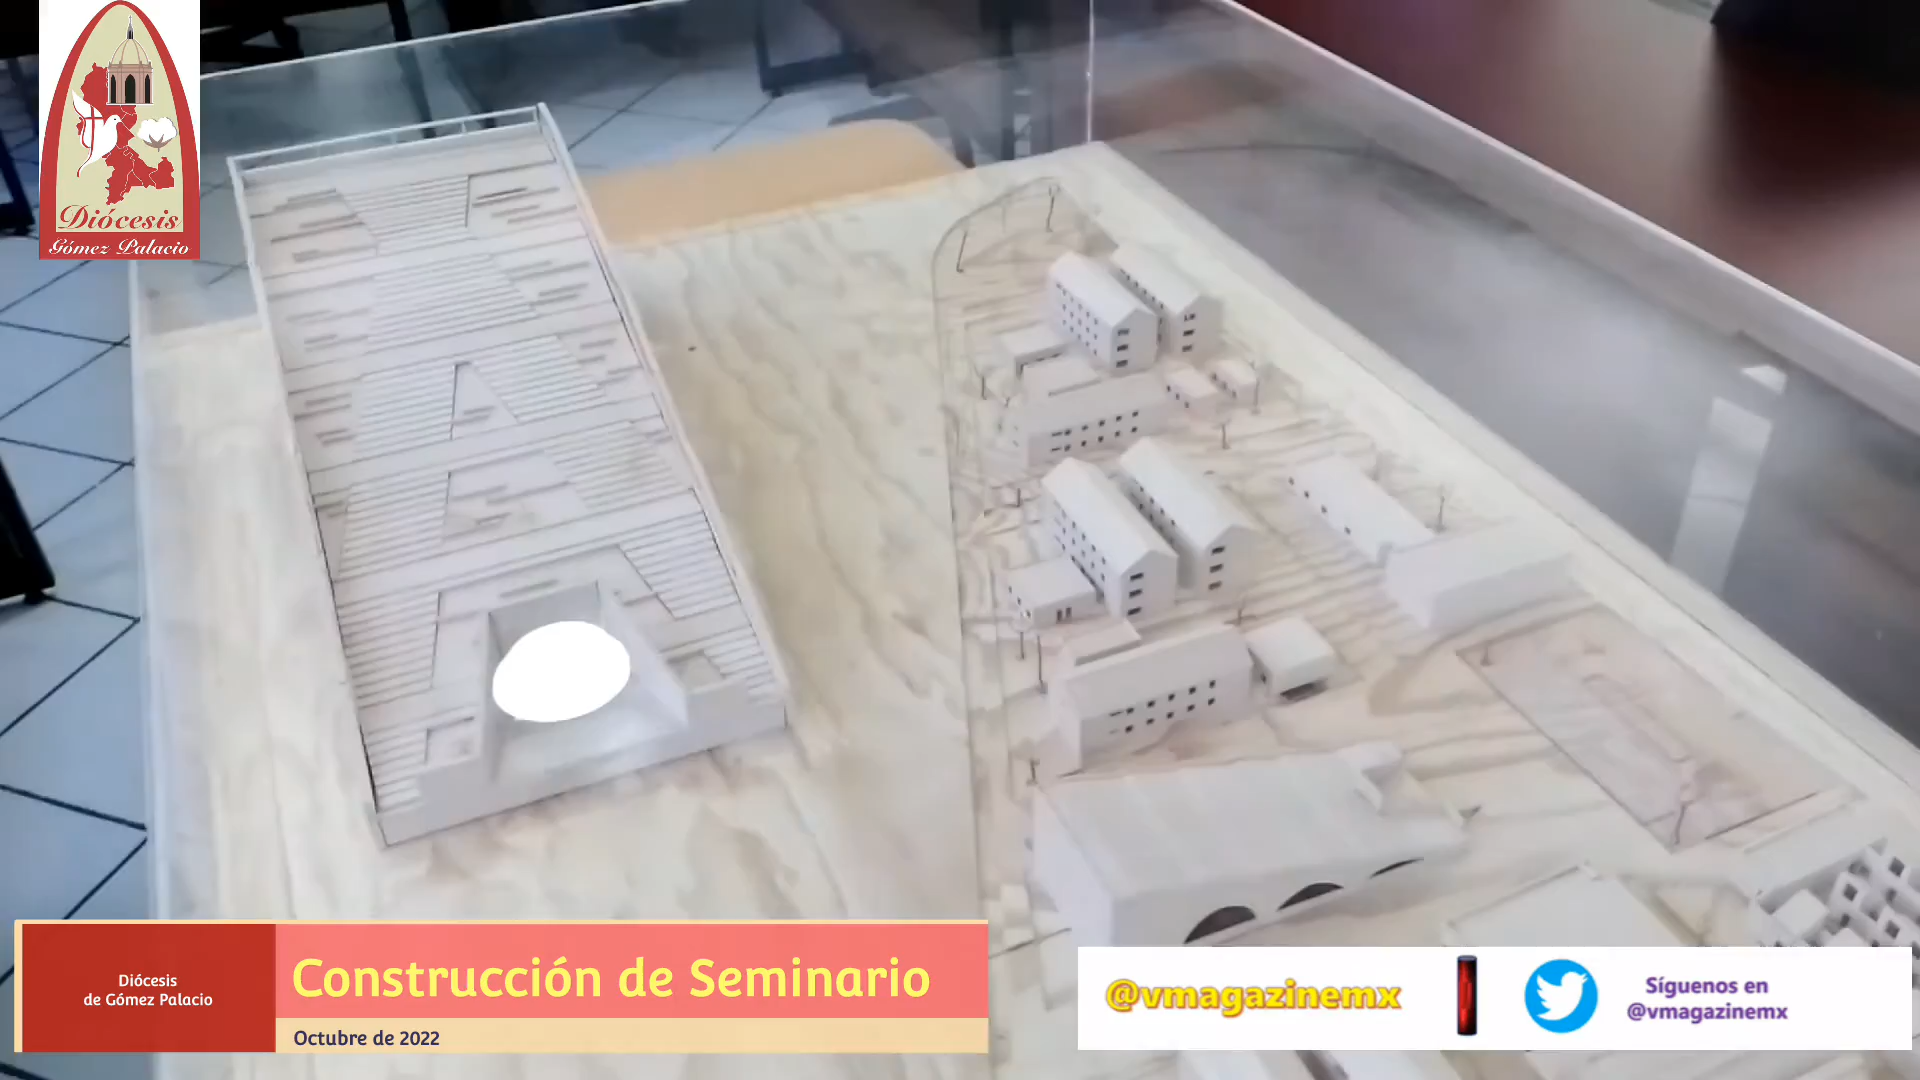 Diócesis
Gómez Palacio
Diócesis
de Gómez Palacio
Construcción de Seminario
Octubre de 2022
@vmagazinemx
Síguenos en
@vmagazinemx